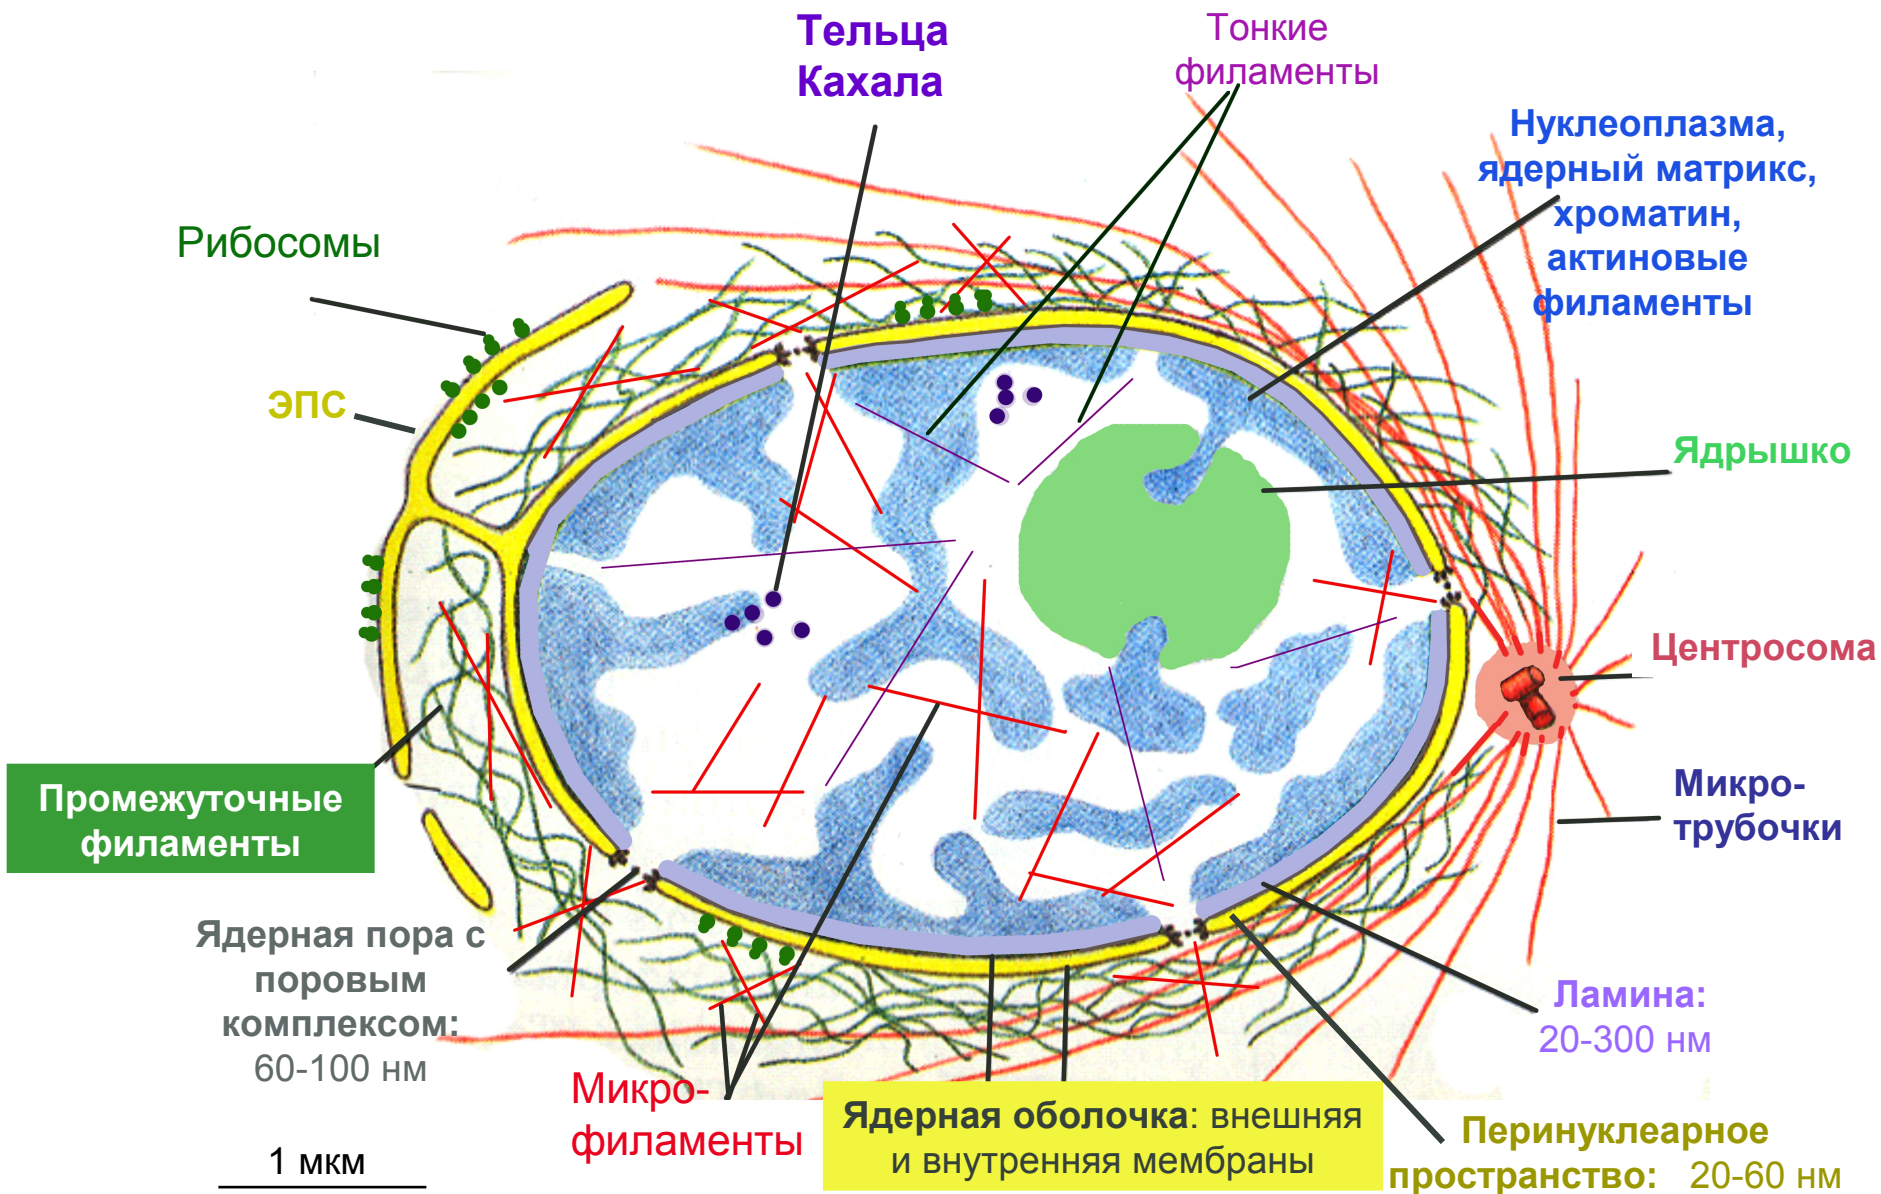 Тельца
Кахала
Тонкие
филаменты
Нуклеоплазма,
ядерный матрикс,
хроматин,
актиновые
филаменты
Рибосомы
ЭПС
Ядрышко
Центросома
Микро-
трубочки
Промежуточные
филаменты
Ядерная пора с
поровым
комплексом:
60-100 нм
Ламина:
20-300 нм
Микро-
филаменты
Ядерная оболочка: внешняя
и внутренняя мембраны
Перинуклеарное
пространство: 20-60 нм
1 мкм